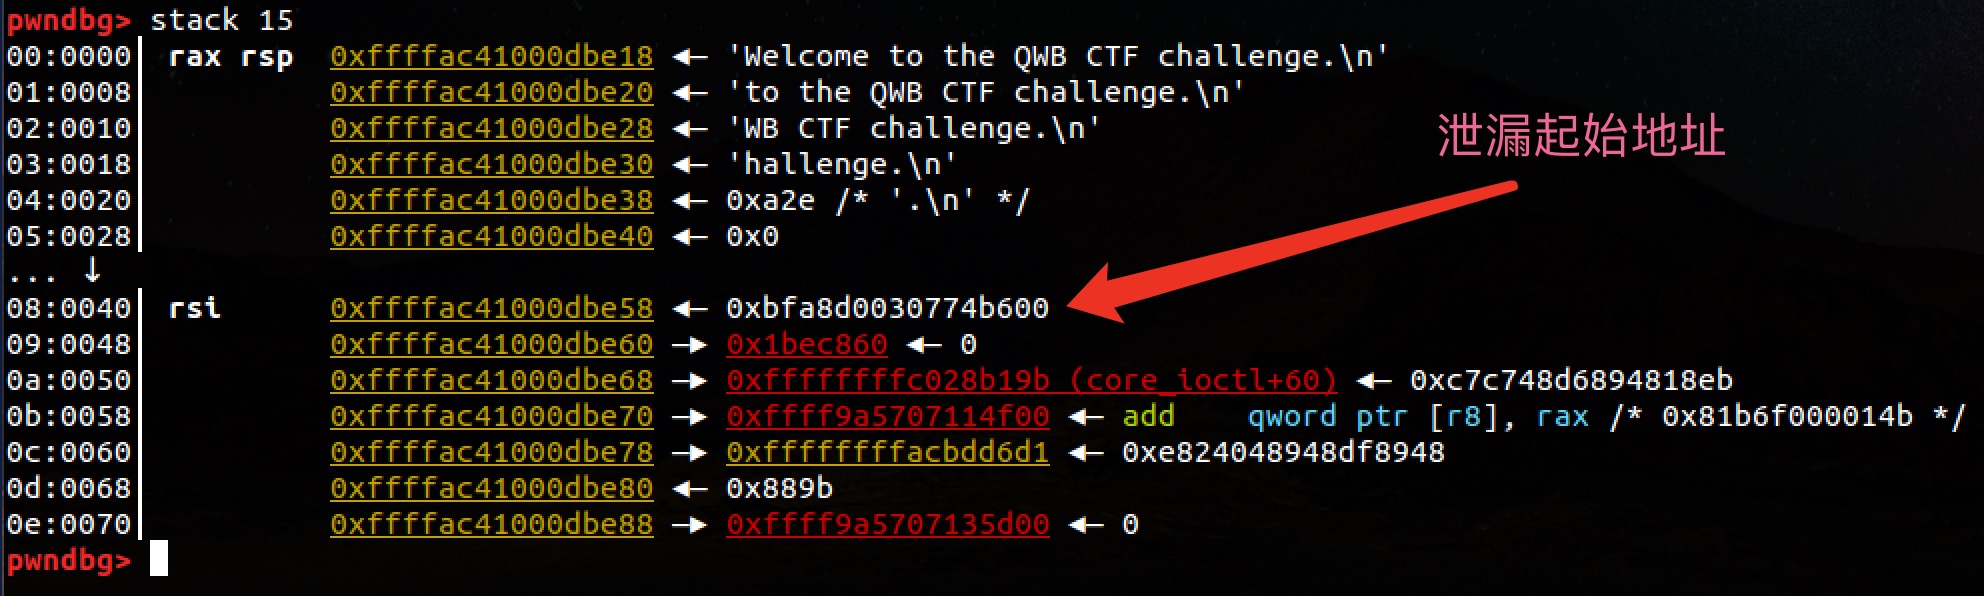 pwndbg> stack 15
00:0000│ rax rsp 0xffffac41000dbe18 ◂— 'Welcome to the QWB CTF challenge.\n'
01:0008│ 0xffffac41000dbe20 ◂— 'to the QWB CTF challenge.\n'
02:0010│ 0xffffac41000dbe28 ◂— 'WB CTF challenge.\n'
泄漏起始地址
03:0018│ 0xffffac41000dbe30 ◂— 'hallenge.\n'
04:0020│ 0xffffac41000dbe38 ◂— 0xa2e /* '.\n' */
05:0028│ 0xffffac41000dbe40 ◂— 0x0
... ↓
08:0040│ rsi 0xffffac41000dbe58 ◂— 0xbfa8d0030774b600
09:0048│ 0xffffac41000dbe60 —▸ 0x1bec860 ◂— 0
0a:0050│ 0xffffac41000dbe68 —▸ 0xffffffffc028b19b (core_ioctl+60) ◂— 0xc7c748d6894818eb
0b:0058│ 0xffffac41000dbe70 —▸ 0xffff9a5707114f00 ◂— add qword ptr [r8], rax /* 0x81b6f000014b */
0c:0060│ 0xffffac41000dbe78 —▸ 0xffffffffacbdd6d1 ◂— 0xe824048948df8948
0d:0068│ 0xffffac41000dbe80 ◂— 0x889b
0e:0070│ 0xffffac41000dbe88 —▸ 0xffff9a5707135d00 ◂— 0
pwndbg>